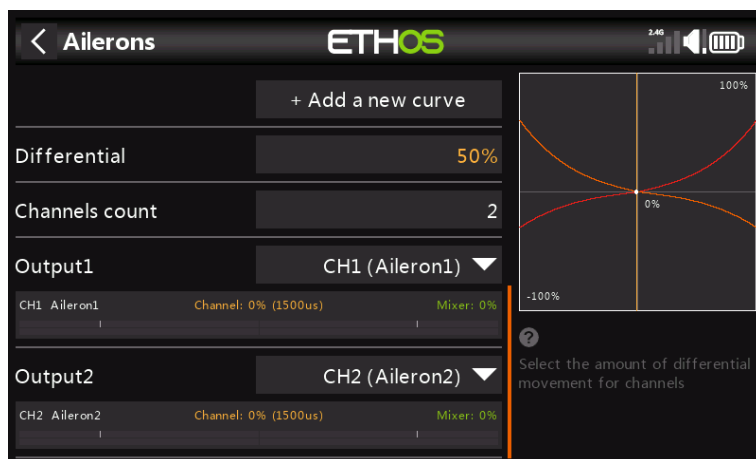 Ailerons
ETHOS
2.4G
+ Add a new curve
Differential
50%
Channels count
2
Output1
CH1 (Aileron1)
CH1 Aileron1
Channel: 0% (1500us)
Mixer: 0%
Output2
CH2 (Aileron2)
CH2 Aileron2
Channel: 0% (1500us)
Mixer: 0%
100%
0%
-100%
?
Select the amount of differential
movement for channels